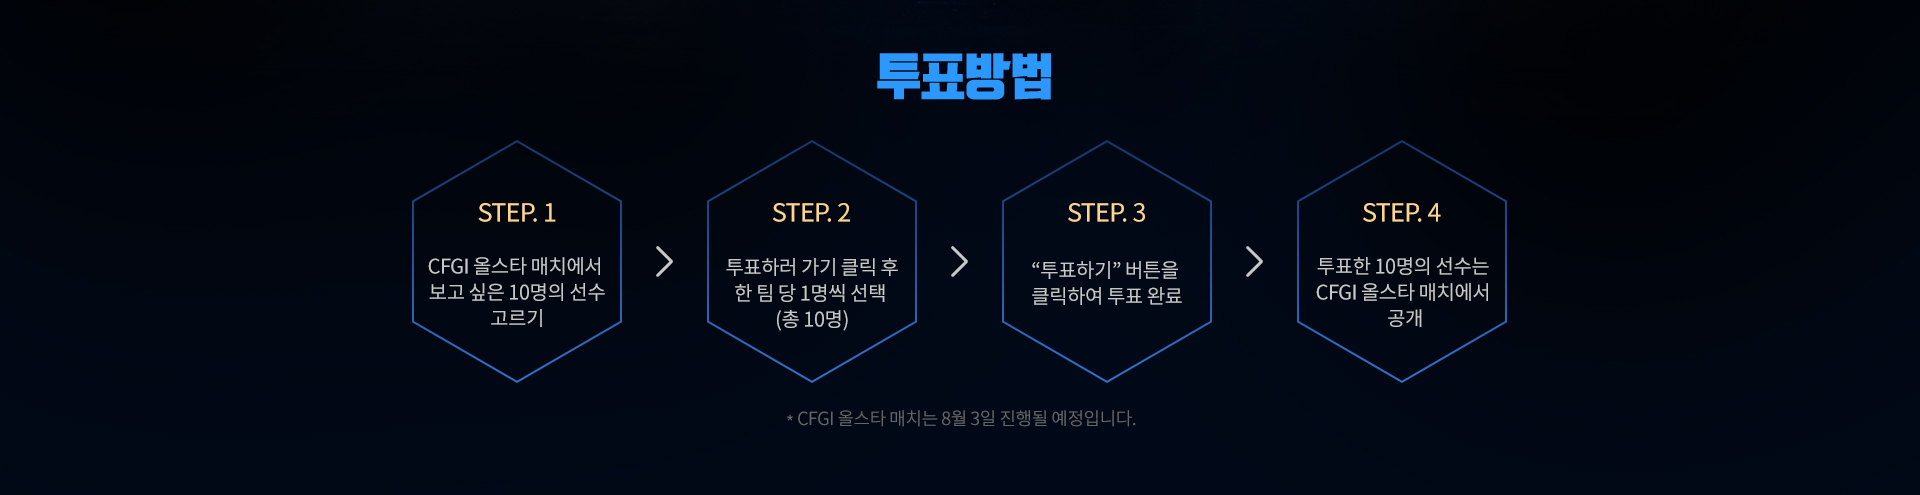 투표방법
STEP. 1
CFGI 올스타 매치에서
보고 싶은 10명의 선수
고르기
STEP. 2
투표하러 가기 클릭 후
한 팀 당 1명씩 선택
(총 10명)
STEP. 3
“투표하기” 버튼을
클릭하여 투표 완료
STEP. 4
투표한 10명의 선수는
CFGI 올스타 매치에서
공개
* CFGI 올스타 매치는 8월 3일 진행될 예정입니다.